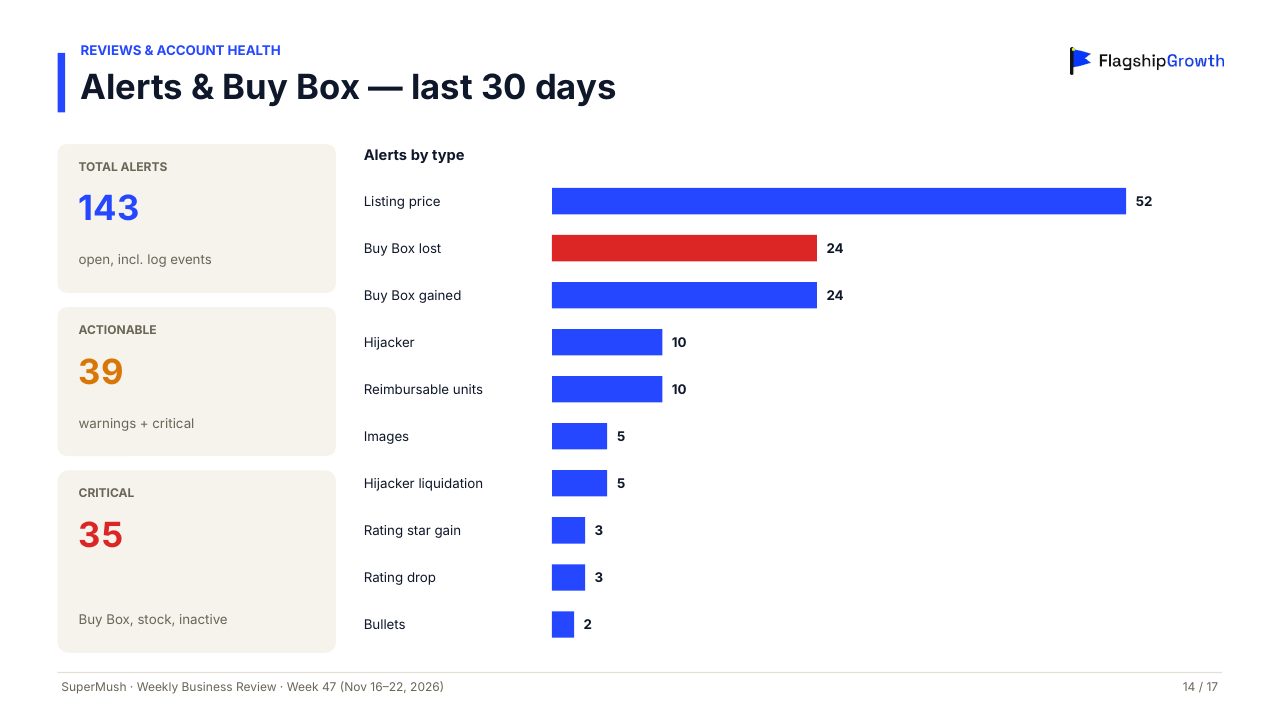 REVIEWS & ACCOUNT HEALTH
Alerts & Buy Box — last 30 days
FlagshipGrowth
TOTAL ALERTS
143
open, incl. log events
ACTIONABLE
39
warnings + critical
CRITICAL
35
Buy Box, stock, inactive
Alerts by type
Listing price 52
Buy Box lost 24
Buy Box gained 24
Hijacker 10
Reimbursable units 10
Images 5
Hijacker liquidation 5
Rating star gain 3
Rating drop 3
Bullets 2
SuperMush · Weekly Business Review · Week 47 (Nov 16–22, 2026)
14 / 17